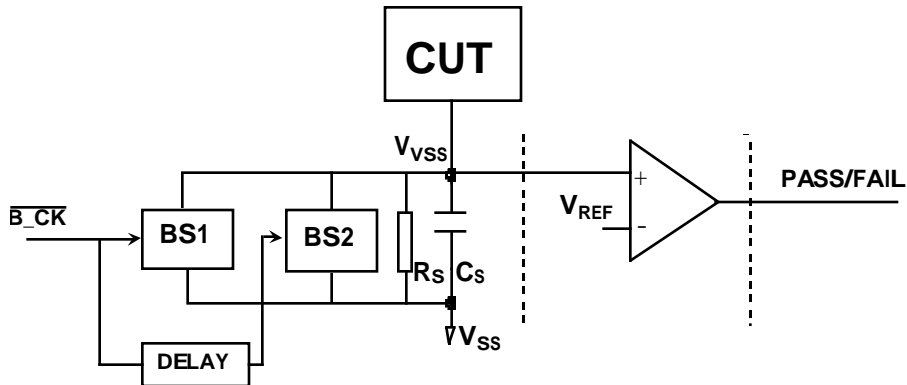 CUT
VVSS
PASS/FAIL
+
VREF
-
B_CK
BS1
BS2
RS
CS
DELAY
VSS